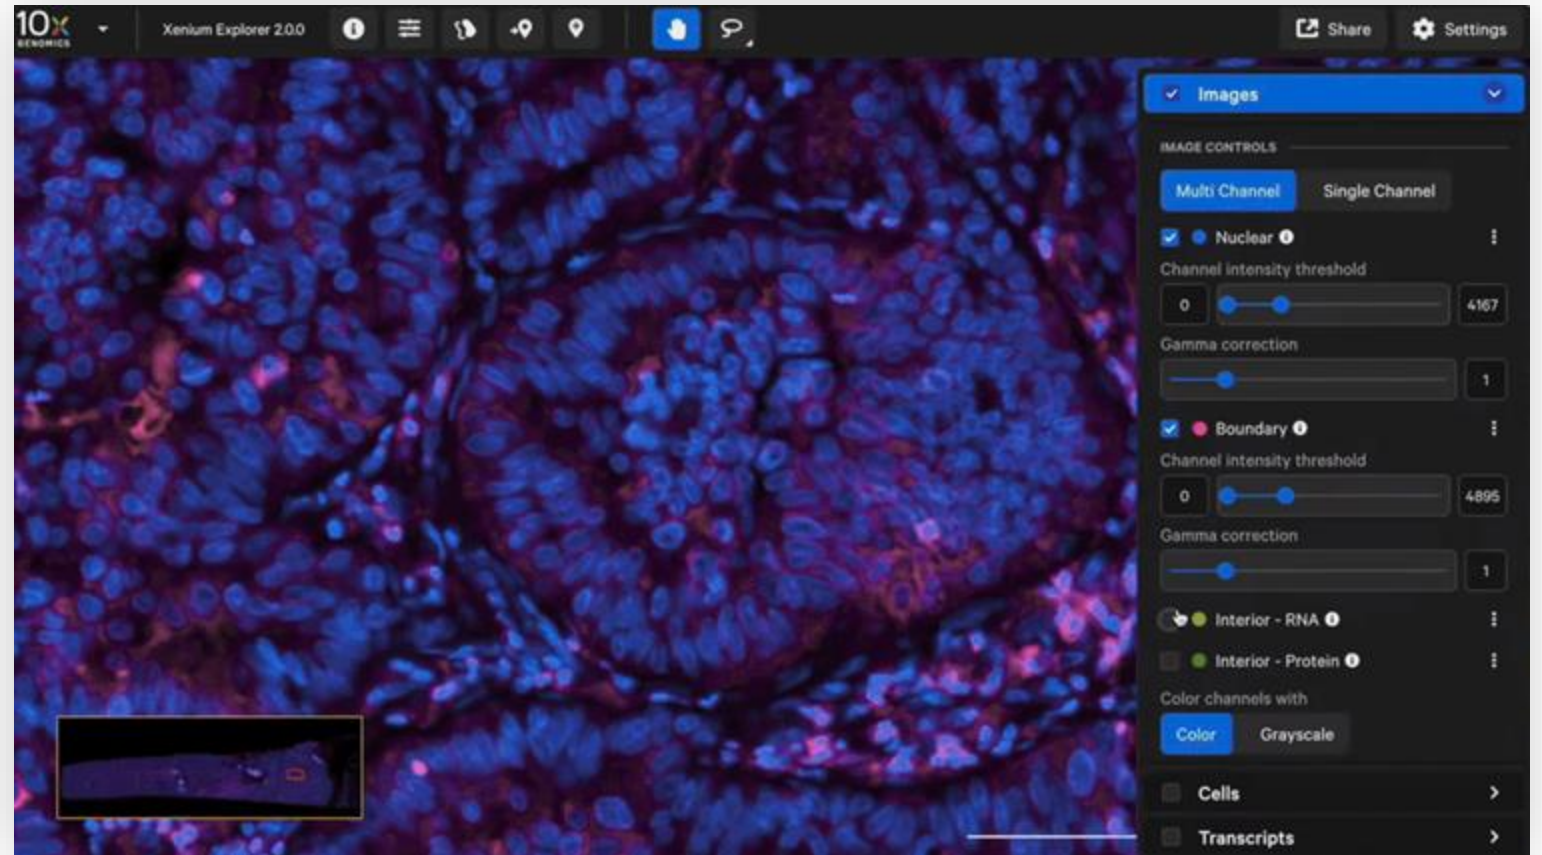 10X
GENOMICS
Xenium Explorer 2.0.0
Share
Settings
Images
IMAGE CONTROLS
Multi Channel
Single Channel
Nuclear
Channel intensity threshold
0
4167
Gamma correction
1
Boundary
Channel intensity threshold
0
4895
Gamma correction
1
Interior - RNA
Interior - Protein
Color channels with
Color
Grayscale
Cells
Transcripts